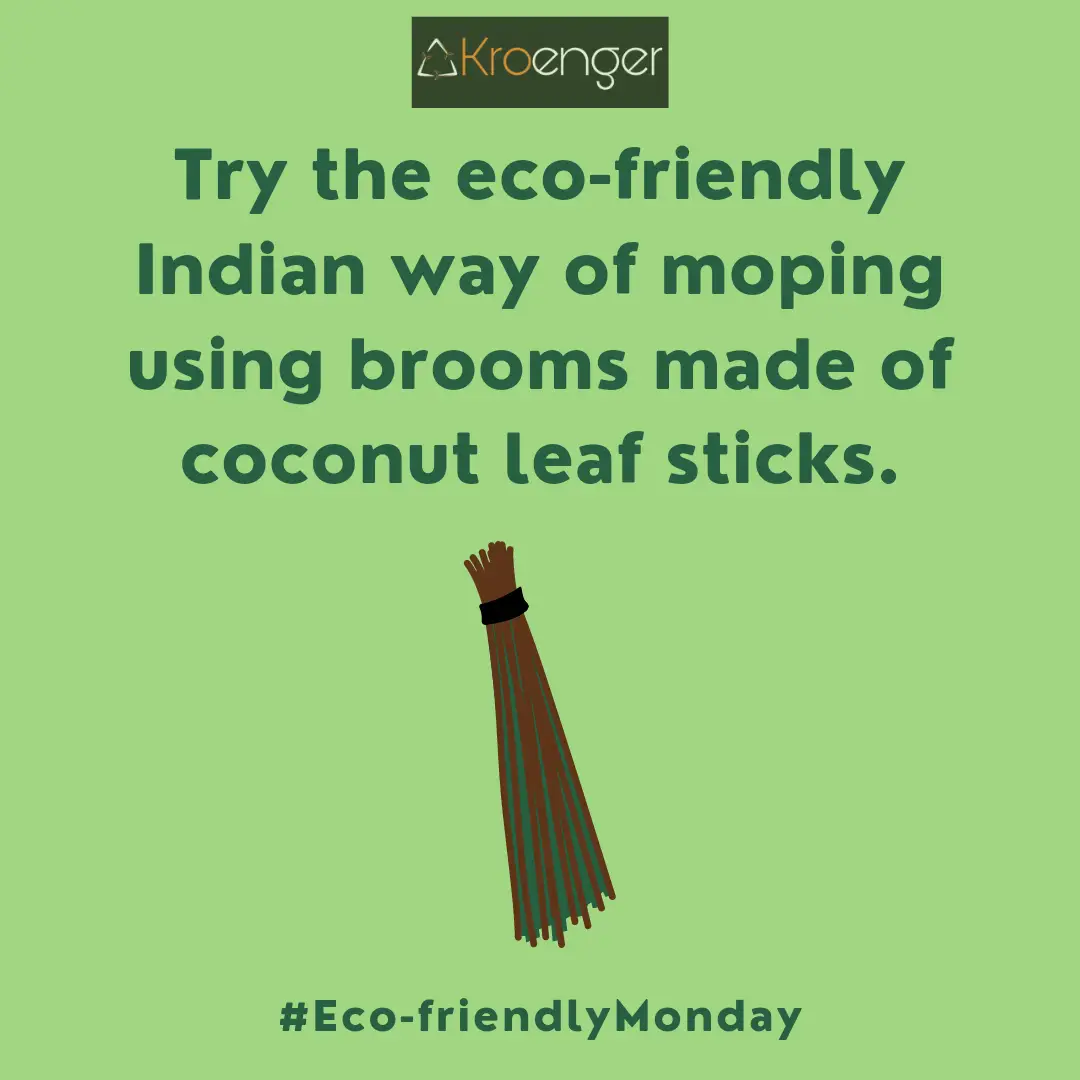 Kroenger
Try the eco-friendly
Indian way of moping
using brooms made of
coconut leaf sticks.
#Eco-friendlyMonday